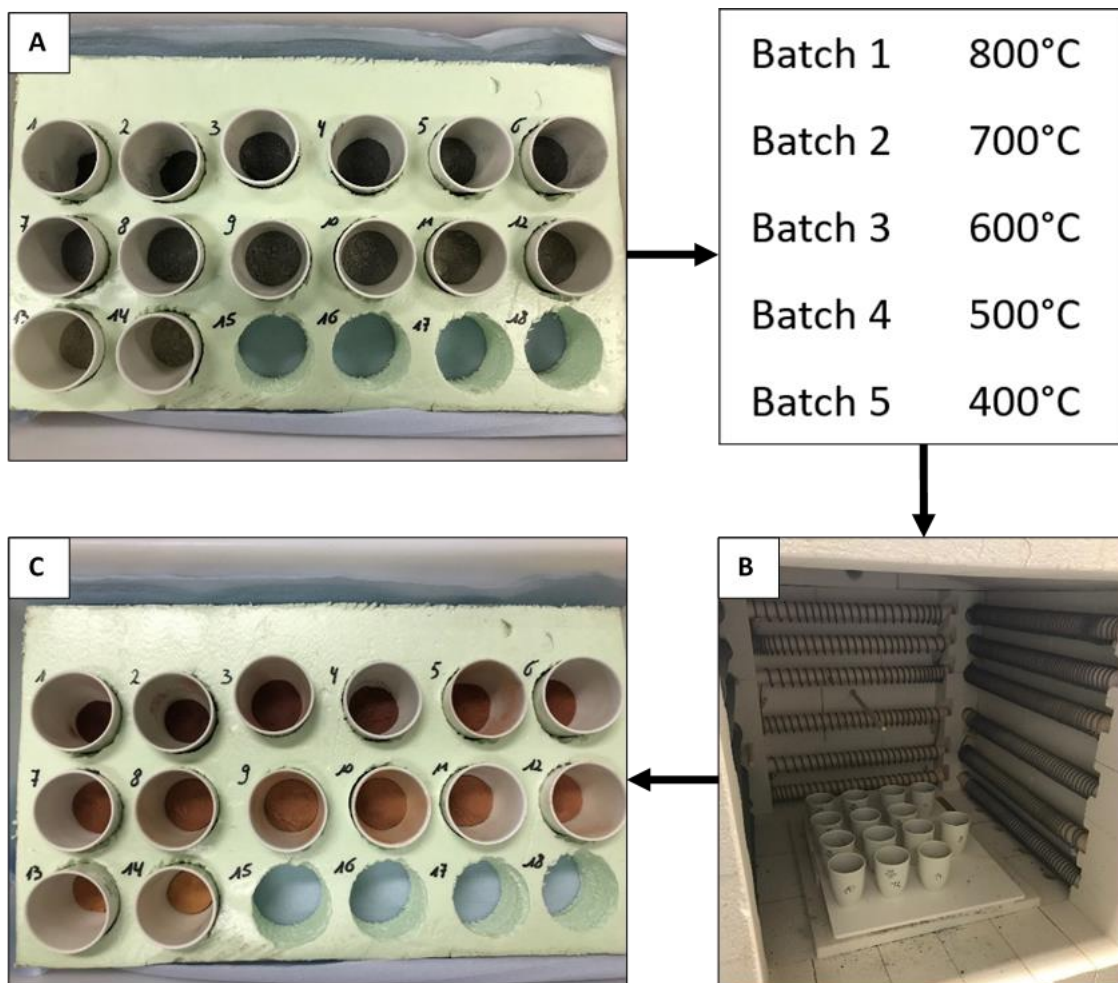 A
1 2 3 4 5 6
7 8 9 10 11 12
13 14 15 16 17 18
Batch 1 800°C
Batch 2 700°C
Batch 3 600°C
Batch 4 500°C
Batch 5 400°C
C
1 2 3 4 5 6
7 8 9 10 11 12
13 14 15 16 17 18
B